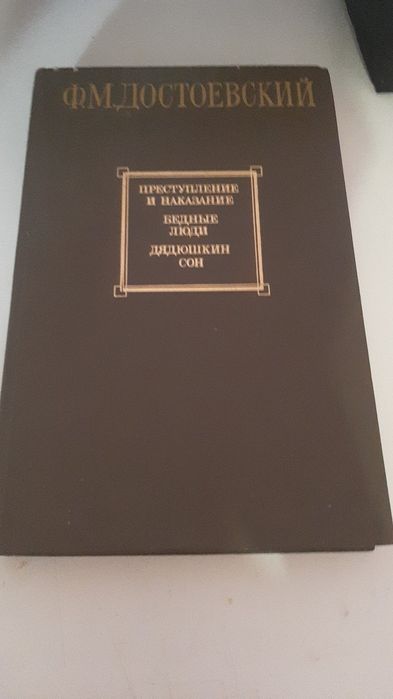 Ф.М.ДОСТОЕВСКИЙ
ПРЕСТУПЛЕНИЕ
И НАКАЗАНИЕ
БЕДНЫЕ
ЛЮДИ
ДЯДЮШКИН
СОН